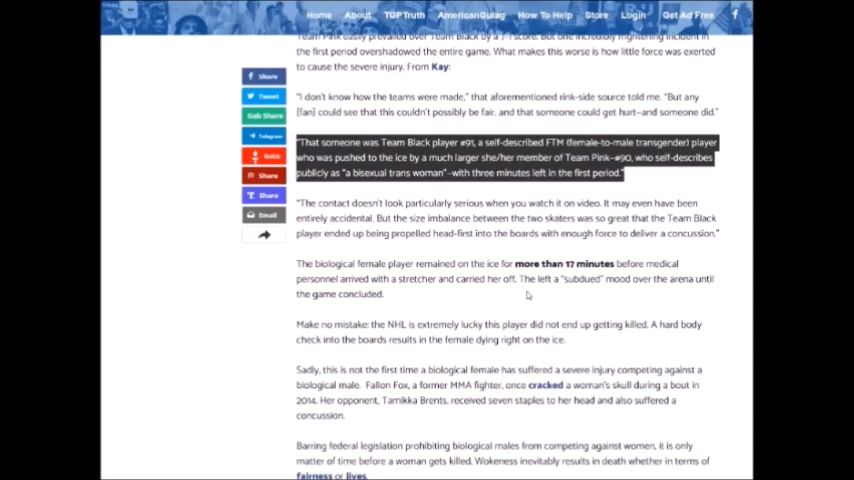 Home About TOPTruth AmericanGulag How To Help Store Login Get Ad Free
Team Pink easily prevailed over Team Black by a 7-1 score. But one incredibly frightening incident in
the first period overshadowed the entire game. What makes this worse is how little force was exerted
to cause the severe injury. From Kay:
Share
Tweet
Gab Share
Telegram
Gettr
Share
Share
Email
"I don't know how the teams were made," that aforementioned rink-side source told me. "But any
[fan] could see that this couldn't possibly be fair, and that someone could get hurt—and someone did."
"That someone was Team Black player #91, a self-described FTM (female-to-male transgender) player
who was pushed to the ice by a much larger she/her member of Team Pink—#90, who self-describes
publicly as "a bisexual trans woman"—with three minutes left in the first period."
"The contact doesn't look particularly serious when you watch it on video. It may even have been
entirely accidental. But the size imbalance between the two skaters was so great that the Team Black
player ended up being propelled head-first into the boards with enough force to deliver a concussion."
The biological female player remained on the ice for more than 17 minutes before medical
personnel arrived with a stretcher and carried her off. The left a "subdued" mood over the arena until
the game concluded.
Make no mistake: the NHL is extremely lucky this player did not end up getting killed. A hard body
check into the boards results in the female dying right on the ice.
Sadly, this is not the first time a biological female has suffered a severe injury competing against a
biological male. Fallon Fox, a former MMA fighter, once cracked a woman's skull during a bout in
2014. Her opponent, Tamikka Brents, received seven staples to her head and also suffered a
concussion.
Barring federal legislation prohibiting biological males from competing against women, it is only
matter of time before a woman gets killed. Wokeness inevitably results in death whether in terms of
fairness or lives.